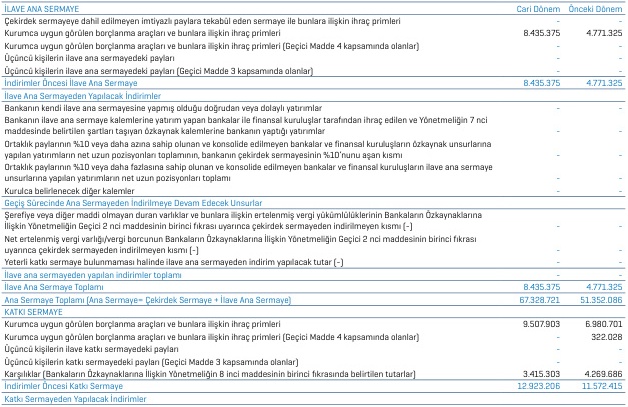 İLAVE ANA SERMAYE Cari Dönem Önceki Dönem
Çekirdek sermayeye dahil edilmeyen imtiyazlı paylara tekabül eden sermaye ile bunlara ilişkin ihraç primleri - -
Kurumca uygun görülen borçlanma araçları ve bunlara ilişkin ihraç primleri 8.435.375 4.771.325
Kurumca uygun görülen borçlanma araçları ve bunlara ilişkin ihraç primleri (Geçici Madde 4 kapsamında olanlar) - -
Üçüncü kişilerin ilave ana sermayedeki payları - -
Üçüncü kişilerin ilave ana sermayedeki payları (Geçici Madde 3 kapsamında olanlar) - -
İndirimler Öncesi İlave Ana Sermaye 8.435.375 4.771.325
İlave Ana Sermayeden Yapılacak İndirimler
Bankanın kendi ilave ana sermayesine yapmış olduğu doğrudan veya dolaylı yatırımlar - -
Bankanın ilave ana sermaye kalemlerine yatırım yapan bankalar ile finansal kuruluşlar tarafından ihraç edilen ve Yönetmeliğin 7 nci
maddesinde belirtilen şartları taşıyan özkaynak kalemlerine bankanın yaptığı yatırımlar - -
Ortaklık paylarının %10 veya daha azına sahip olunan ve konsolide edilmeyen bankalar ve finansal kuruluşların özkaynak unsurlarına
yapılan yatırımların net uzun pozisyonları toplamının, bankanın çekirdek sermayesinin %10'nunu aşan kısmı - -
Ortaklık paylarının %10 veya daha fazlasına sahip olunan ve konsolide edilmeyen bankalar ve finansal kuruluşların ilave ana sermaye
unsurlarına yapılan yatırımların net uzun pozisyonları toplamı - -
Kurulca belirlenecek diğer kalemler - -
Geçiş Sürecinde Ana Sermayeden İndirilmeye Devam Edecek Unsurlar
Şerefiye veya diğer maddi olmayan duran varlıklar ve bunlara ilişkin ertelenmiş vergi yükümlülüklerinin Bankaların Özkaynaklarına
İlişkin Yönetmeliğin Geçici 2 nci maddesinin birinci fıkrası uyarınca çekirdek sermayeden indirilmeyen kısmı (-) - -
Net ertelenmiş vergi varlığı/vergi borcunun Bankaların Özkaynaklarına İlişkin Yönetmeliğin Geçici 2 nci maddesinin birinci fıkrası
uyarınca çekirdek sermayeden indirilmeyen kısmı (-) - -
Yeterli katkı sermaye bulunmaması halinde ilave ana sermayeden indirim yapılacak tutar (-) - -
İlave ana sermayeden yapılan indirimler toplamı - -
İlave Ana Sermaye Toplamı 8.435.375 4.771.325
Ana Sermaye Toplamı (Ana Sermaye= Çekirdek Sermaye + İlave Ana Sermaye) 67.328.721 51.352.086
KATKI SERMAYE
Kurumca uygun görülen borçlanma araçları ve bunlara ilişkin ihraç primleri 9.507.903 6.980.701
Kurumca uygun görülen borçlanma araçları ve bunlara ilişkin ihraç primleri (Geçici Madde 4 kapsamında olanlar) - 322.028
Üçüncü kişilerin ilave katkı sermayedeki payları - -
Üçüncü kişilerin katkı sermayedeki payları (Geçici Madde 3 kapsamında olanlar) - -
Karşılıklar (Bankaların Özkaynaklarına İlişkin Yönetmeliğin 8 inci maddesinin birinci fıkrasında belirtilen tutarlar) 3.415.303 4.269.686
İndirimler Öncesi Katkı Sermaye 12.923.206 11.572.415
Katkı Sermayeden Yapılacak İndirimler